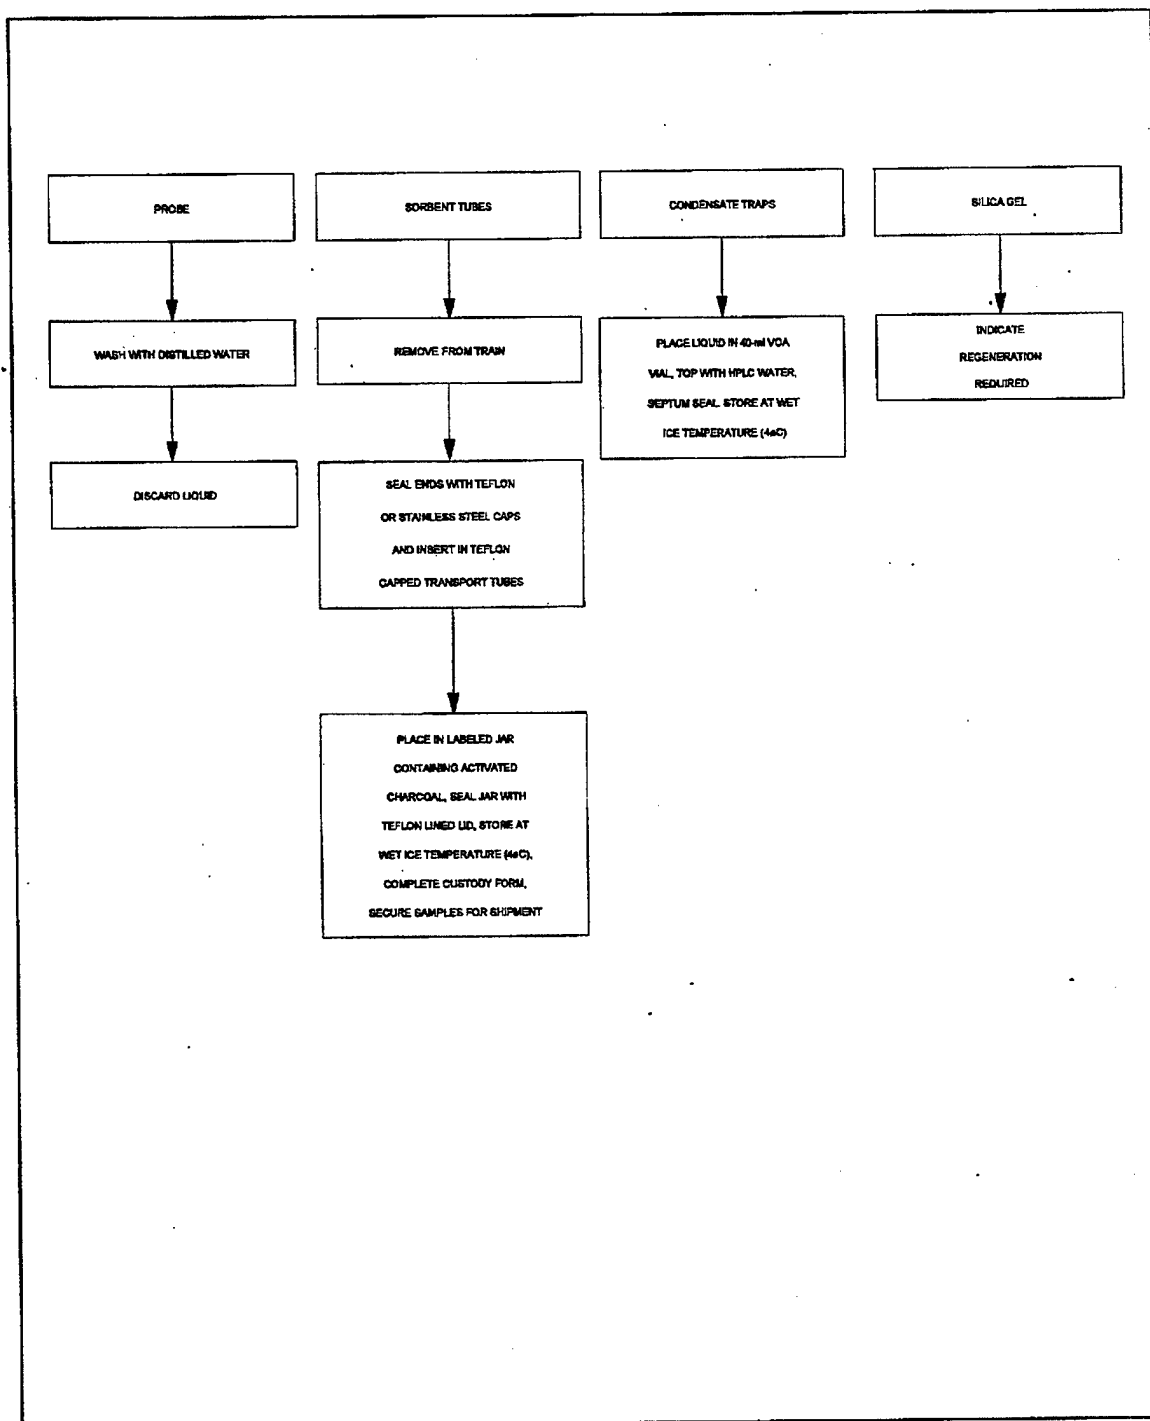 PROBE
WASH WITH DISTILLED WATER
DISCARD LIQUID
SORBENT TUBES
REMOVE FROM TRAIN
SEAL ENDS WITH TEFLON
OR STAINLESS STEEL CAPS
AND INSERT IN TEFLON
CAPPED TRANSPORT TUBES
PLACE IN LABELED JAR
CONTAINING ACTIVATED
CHARCOAL, SEAL JAR WITH
TEFLON LINED LID, STORE AT
WET ICE TEMPERATURE (4øC),
COMPLETE CUSTODY FORM,
SECURE SAMPLES FOR SHIPMENT
CONDENSATE TRAPS
PLACE LIQUID IN 40-ml VOA
VIAL, TOP WITH HPLC WATER,
SEPTUM SEAL. STORE AT WET
ICE TEMPERATURE (4øC)
SILICA GEL
INDICATE
REGENERATION
REQUIRED